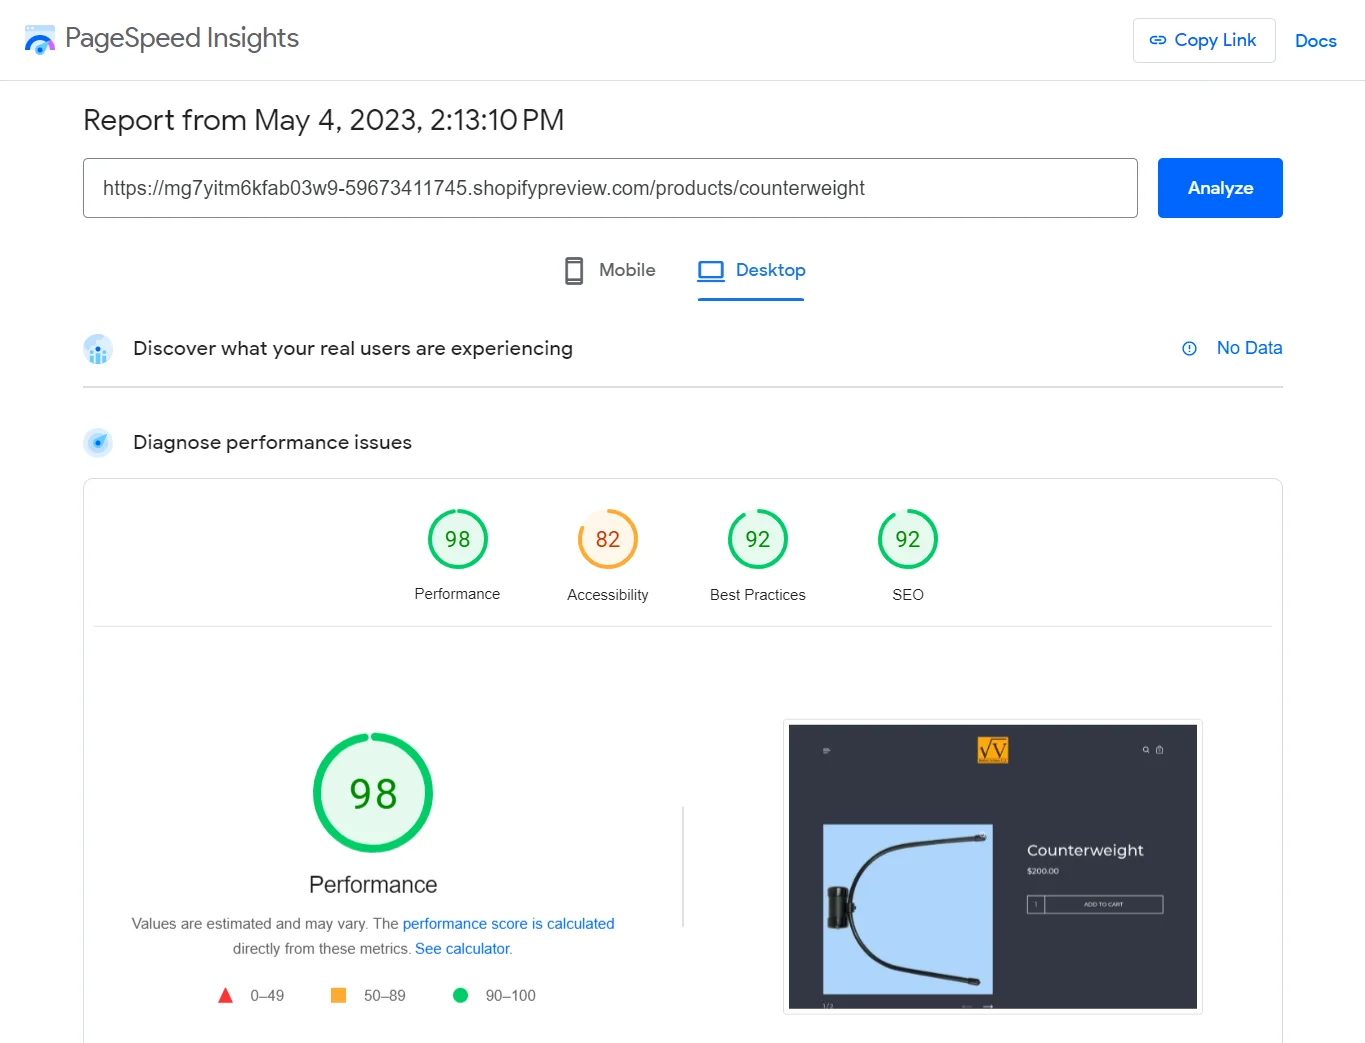 PageSpeed Insights
Copy Link
Docs
Report from May 4, 2023, 2:13:10 PM
https://mg7yitm6kfab03w9-59673411745.shopifypreview.com/products/counterweight
Analyze
Mobile
Desktop
Discover what your real users are experiencing
No Data
Diagnose performance issues
98
82
92
92
Performance
Accessibility
Best Practices
SEO
98
Performance
Values are estimated and may vary. The performance score is calculated
directly from these metrics. See calculator.
0–49
50–89
90–100
Counterweight
$200.00
1
ADD TO CART
1/2